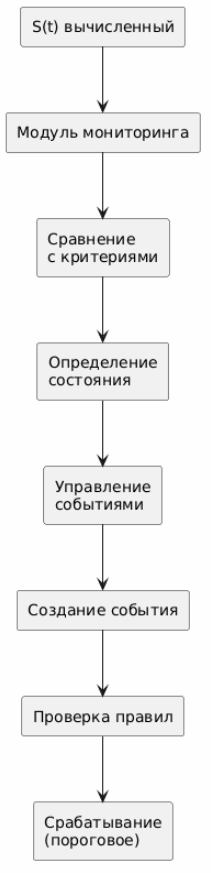 S(t) вычисленный
Модуль мониторинга
Сравнение
с критериями
Определение
состояния
Управление
событиями
Создание события
Проверка правил
Срабатывание
(пороговое)